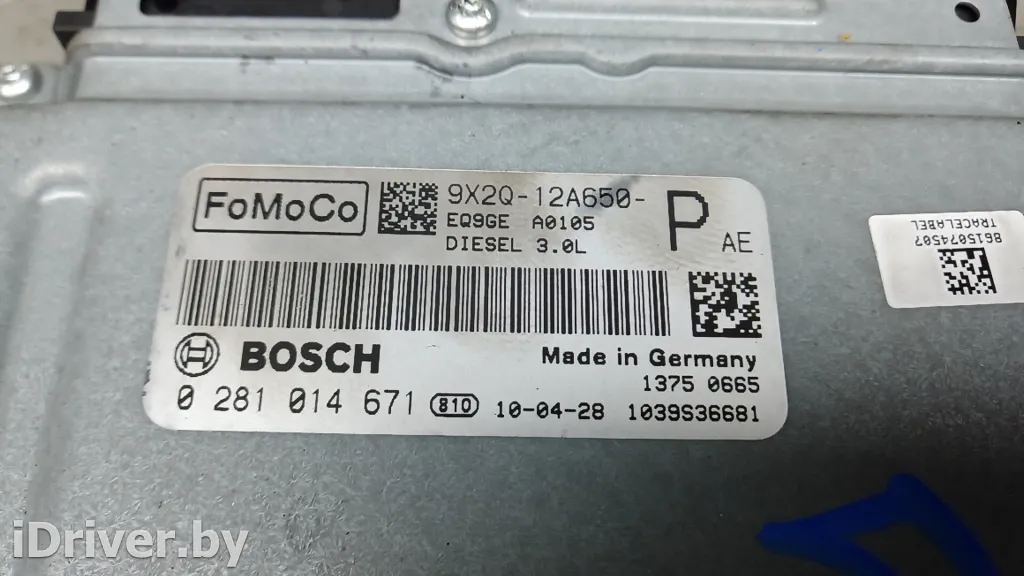 FoMoCo
9X2Q-12A650-
EQ9GE A0105
DIESEL 3.0L
P AE
BOSCH
Made in Germany
1375 0665
0 281 014 671 810 10-04-28 1039S36681
8615074507
TRACELABEL
iDriver.by